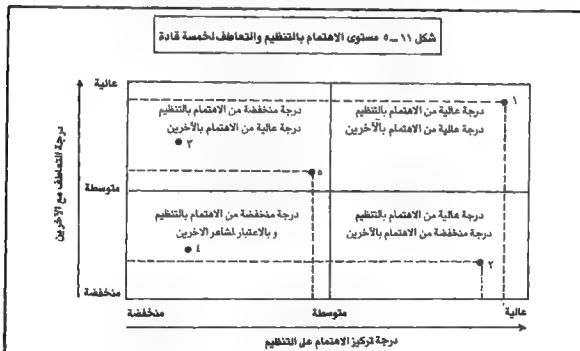 شكل ١١ ــ ٥ مستوى الاهتمام بالتنظيم والتعاطف لخمسة قادة
عالية
درجة التعاطف مع الآخرين
متوسطة
منخفضة
درجة منخفضة من الاهتمام بالتنظيم
درجة عالية من الاهتمام بالآخرين
٣
درجة عالية من الاهتمام بالتنظيم
درجة عالية من الاهتمام بالآخرين
١
٥
درجة منخفضة من الاهتمام بالتنظيم
و بالاعتبار لمشاعر الآخرين
٤
درجة عالية من الاهتمام بالتنظيم
درجة منخفضة من الاهتمام بالآخرين
٢
منخفضة
متوسطة
عالية
درجة تركيز الاهتمام على التنظيم